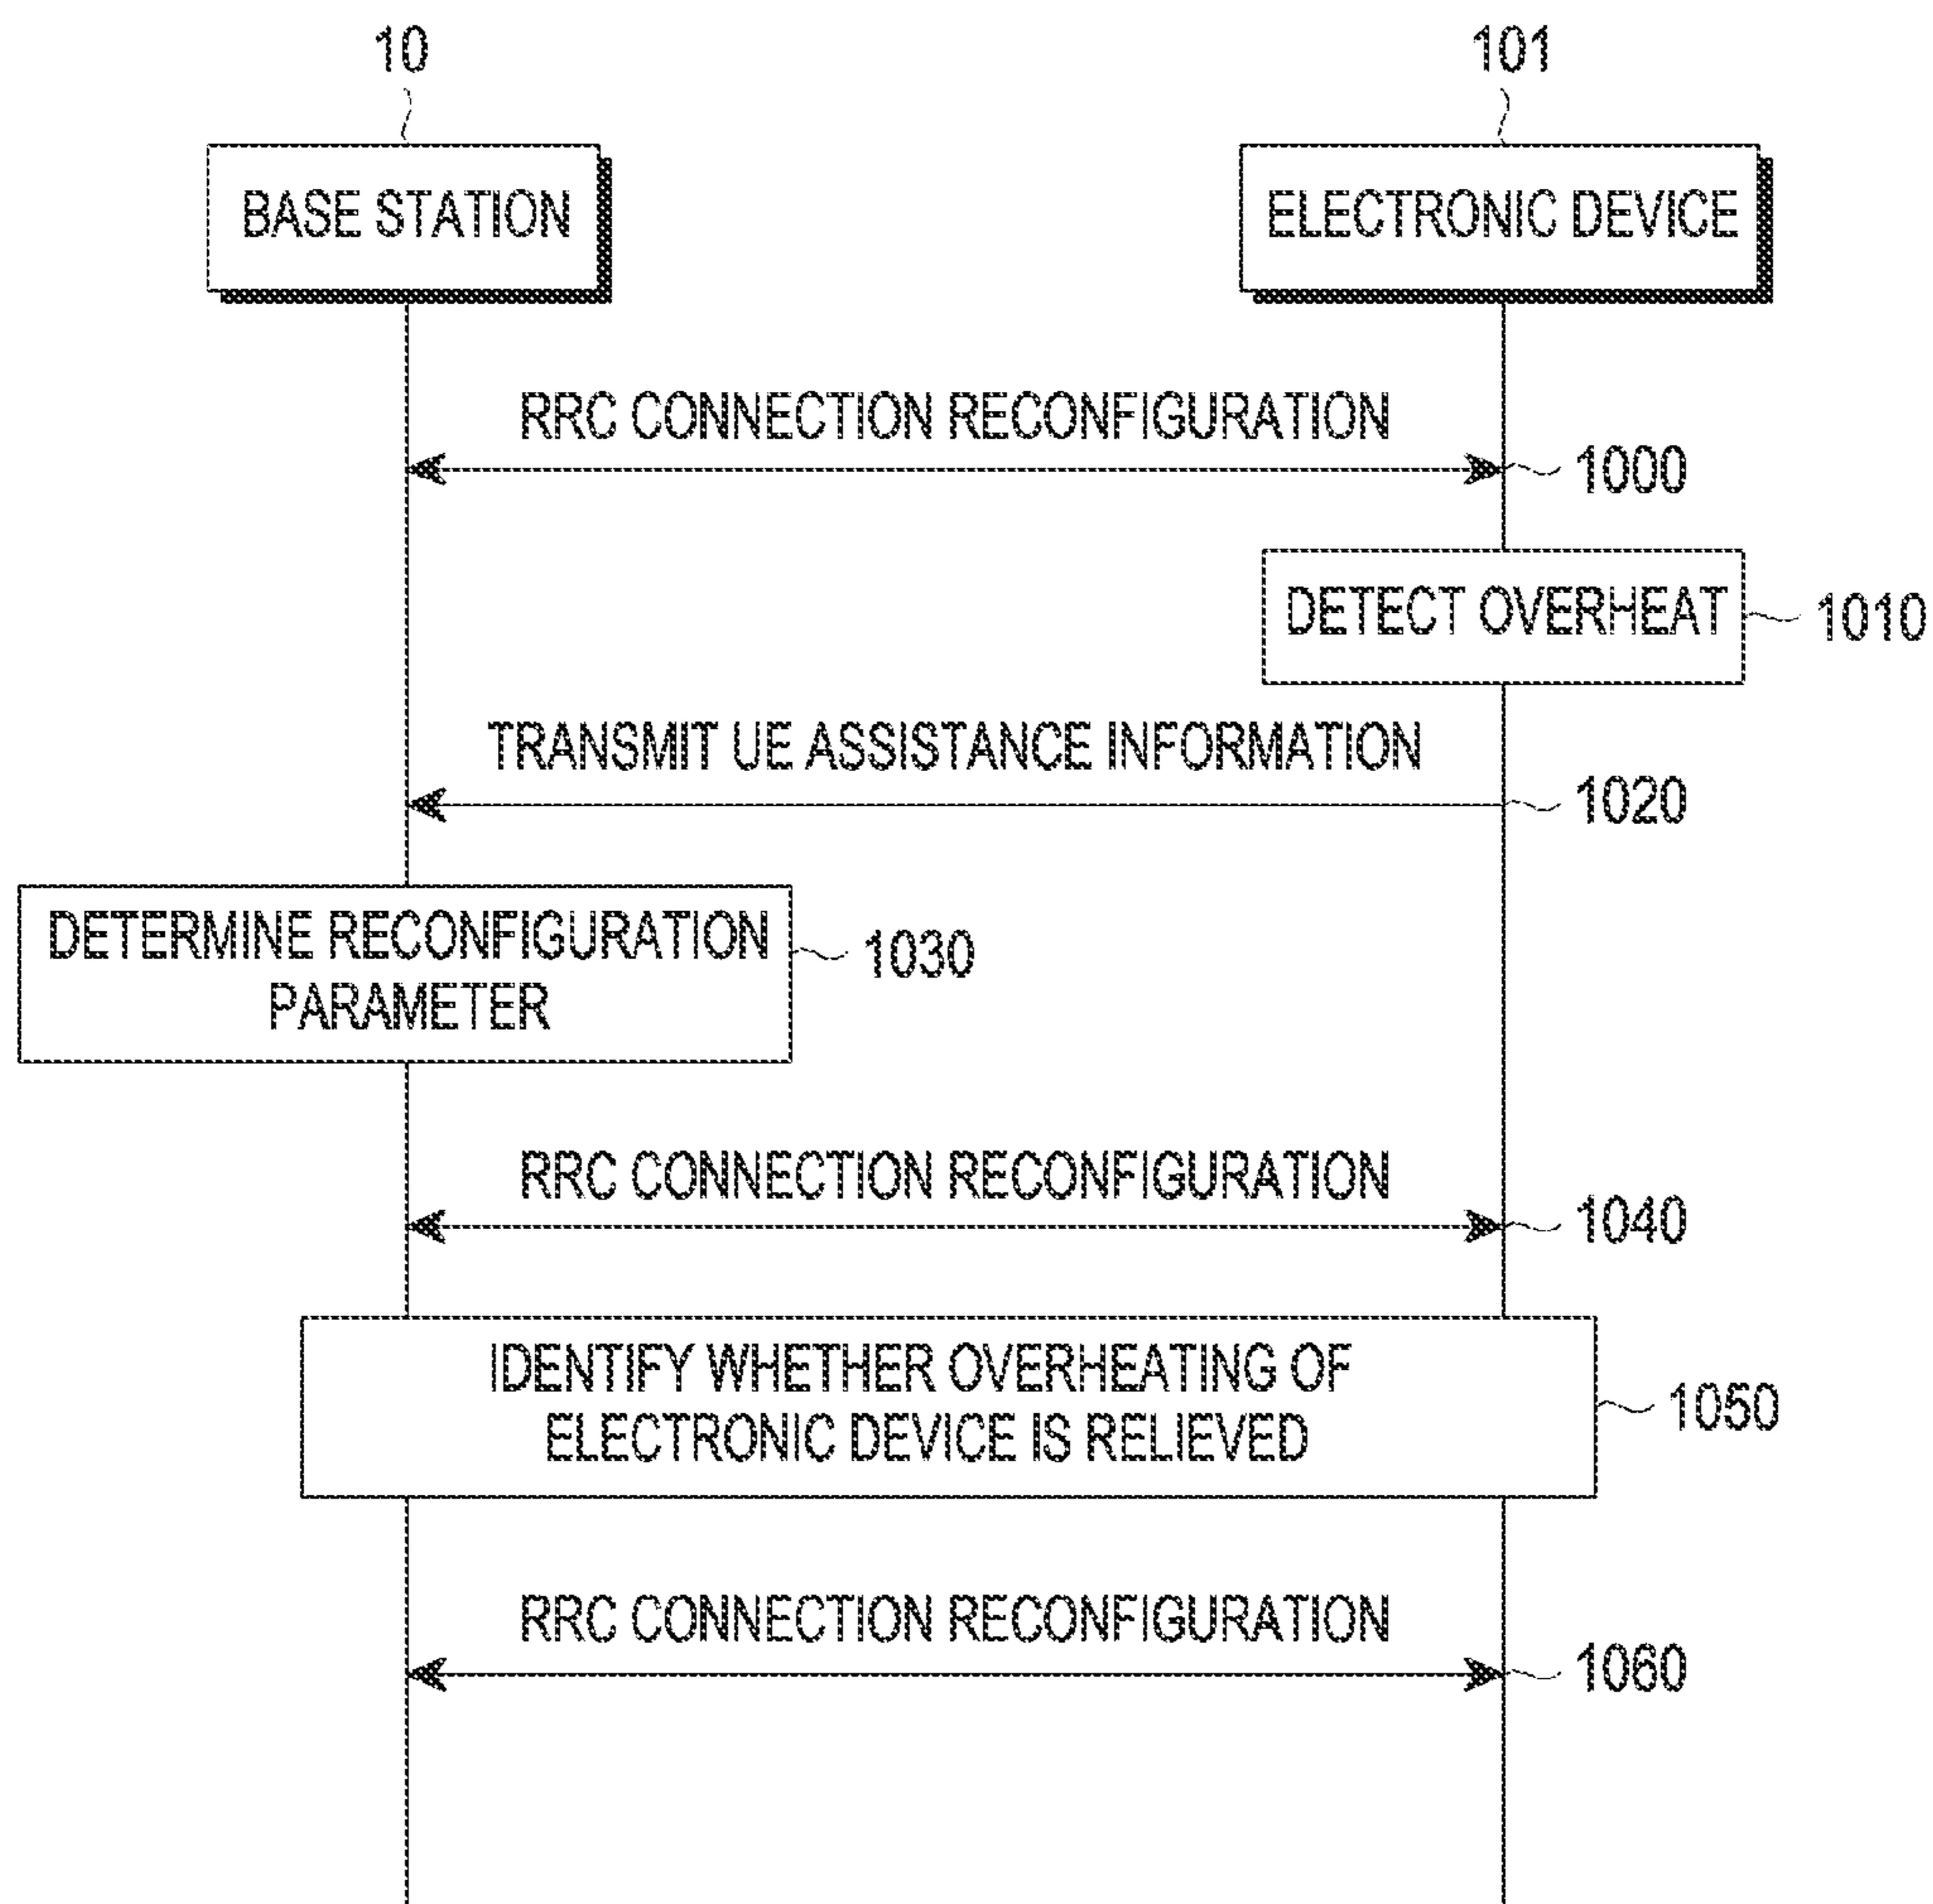 10
101
BASE STATION
ELECTRONIC DEVICE
RRC CONNECTION RECONFIGURATION
1000
DETECT OVERHEAT
1010
TRANSMIT UE ASSISTANCE INFORMATION
1020
DETERMINE RECONFIGURATION
PARAMETER
1030
RRC CONNECTION RECONFIGURATION
1040
IDENTIFY WHETHER OVERHEATING OF
ELECTRONIC DEVICE IS RELIEVED
1050
RRC CONNECTION RECONFIGURATION
1060